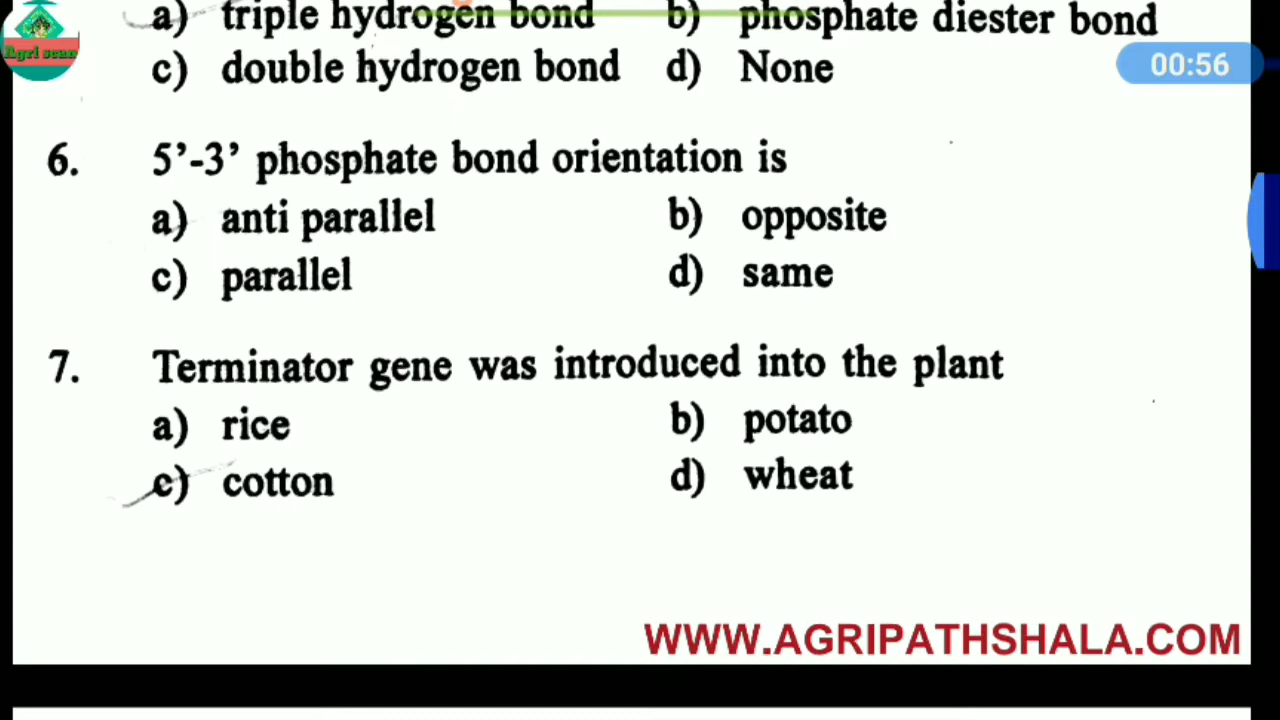 a) triple hydrogen bond b) phosphate diester bond
Agri scan
c) double hydrogen bond d) None
00:56
6. 5’-3’ phosphate bond orientation is
a) anti parallel b) opposite
c) parallel d) same
7. Terminator gene was introduced into the plant
a) rice b) potato
c) cotton d) wheat
WWW.AGRIPATHSHALA.COM